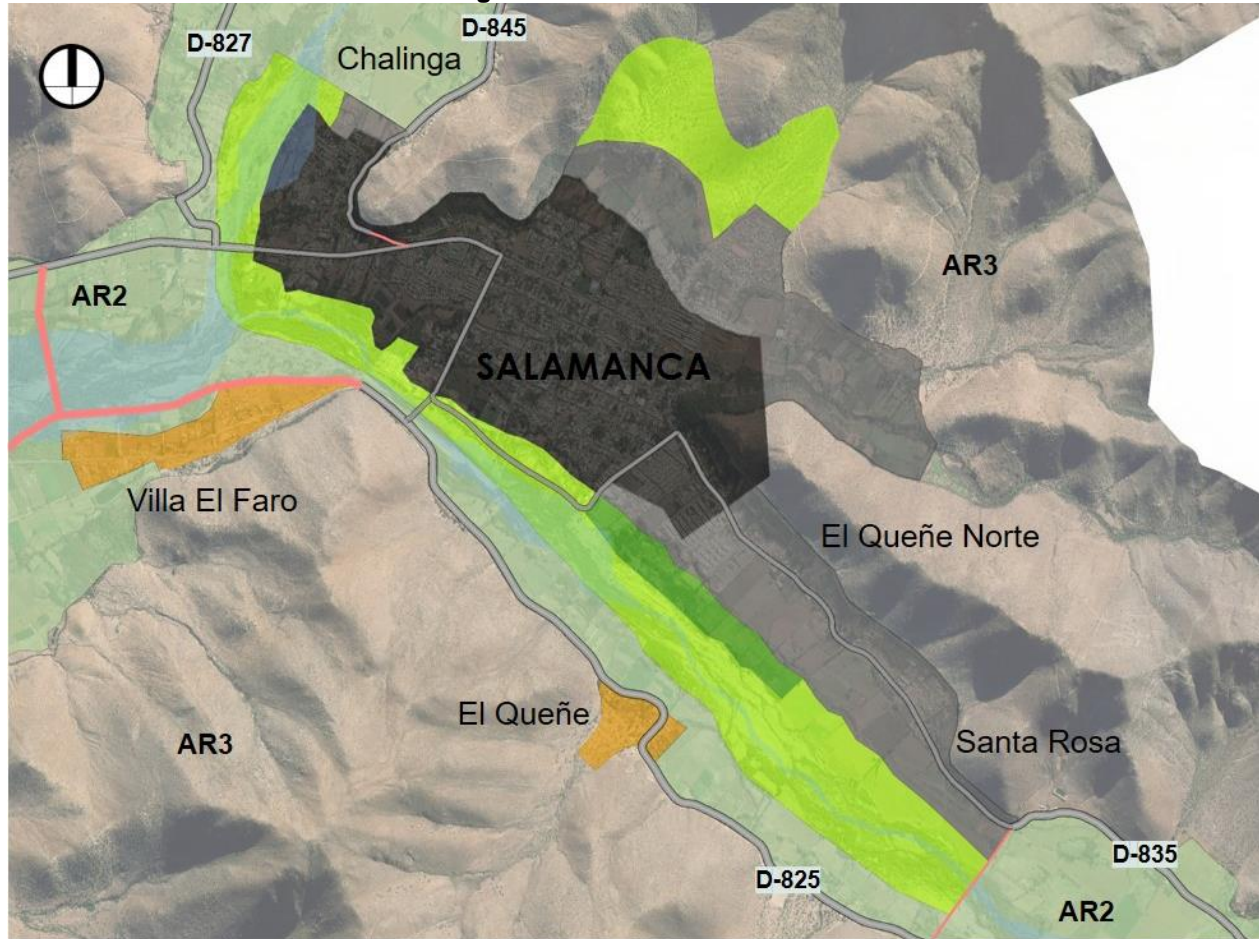 D-827
D-845
Chalinga
AR3
AR2
SALAMANCA
Villa El Faro
El Queñe Norte
El Queñe
AR3
Santa Rosa
D-835
D-825
AR2